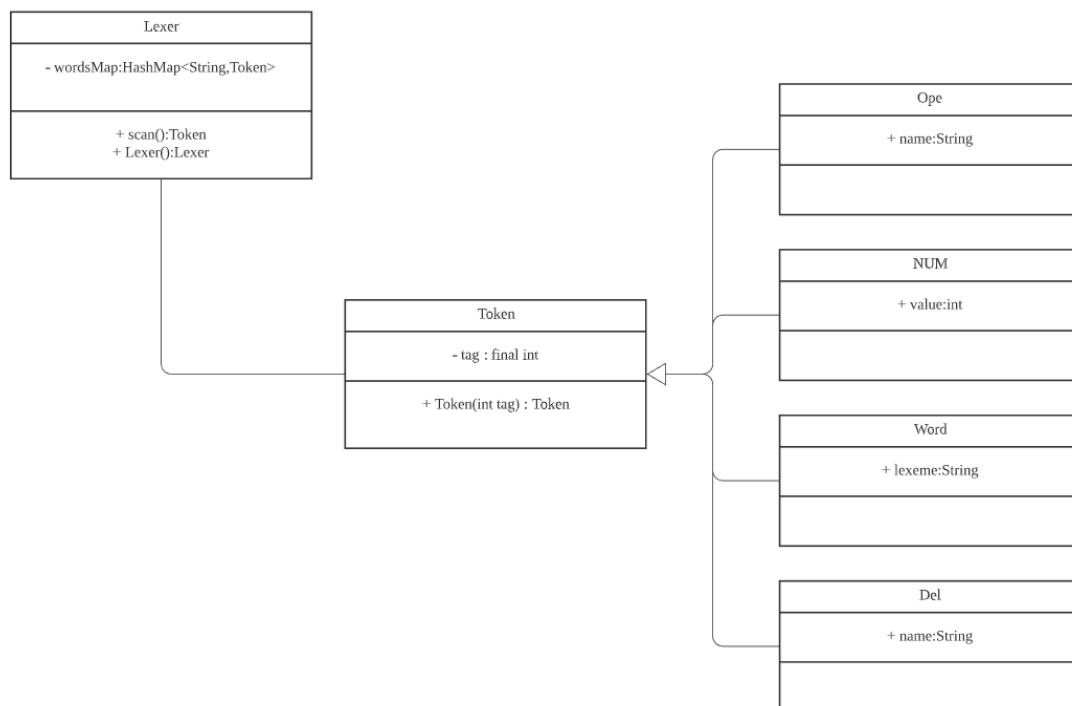 Lexer
- wordsMap:HashMap<String,Token>
+ scan():Token
+ Lexer():Lexer
Token
- tag : final int
+ Token(int tag) : Token
Ope
+ name:String
NUM
+ value:int
Word
+ lexeme:String
Del
+ name:String